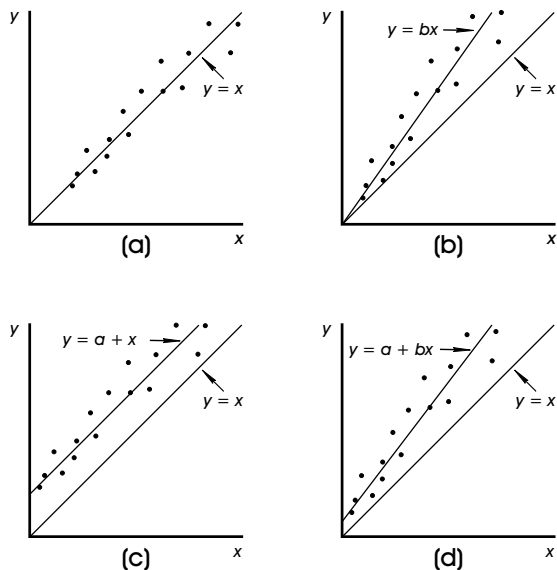 y
y = x
x
(a)
y
y = bx
y = x
x
(b)
y
y = a + x
y = x
x
(c)
y
y = a + bx
y = x
x
(d)